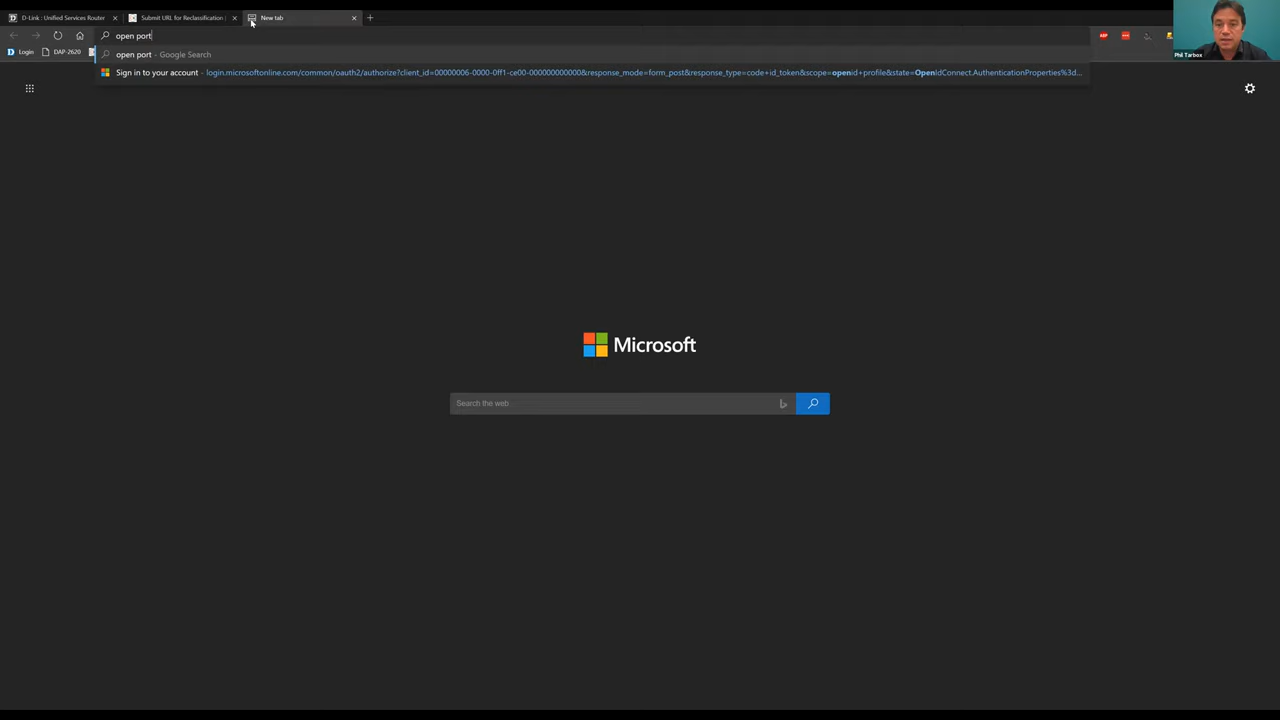 D-Link : Unified Services Router
Submit URL for Reclassification |
New tab
open port
Login
DAP-2620
open port - Google Search
Sign in to your account - login.microsoftonline.com/common/oauth2/authorize?client_id=00000006-0000-0ff1-ce00-000000000000&response_mode=form_post&response_type=code+id_token&scope=openid+profile&state=OpenIdConnect.AuthenticationProperties%3d...
Phil Tarbox
Microsoft
Search the web